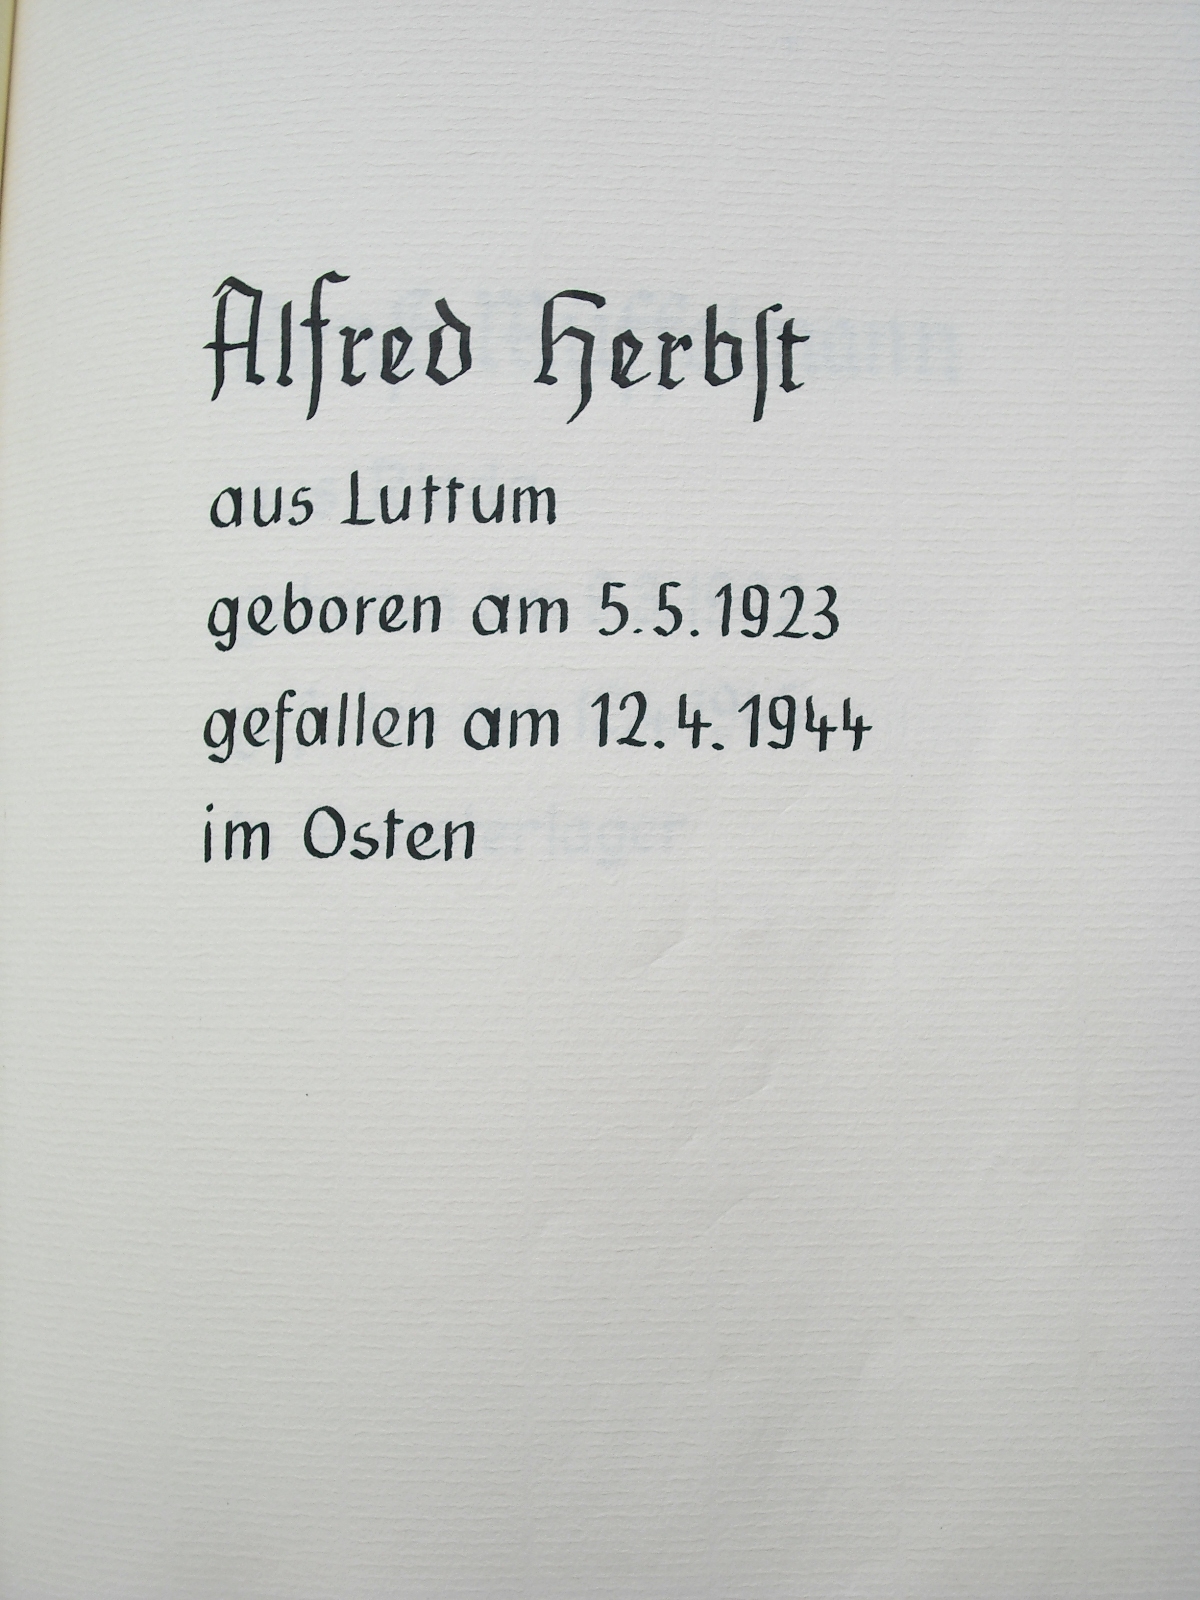 Alfred Herbſt
aus Luttum
geboren am 5.5.1923
gefallen am 12.4.1944
im Osten